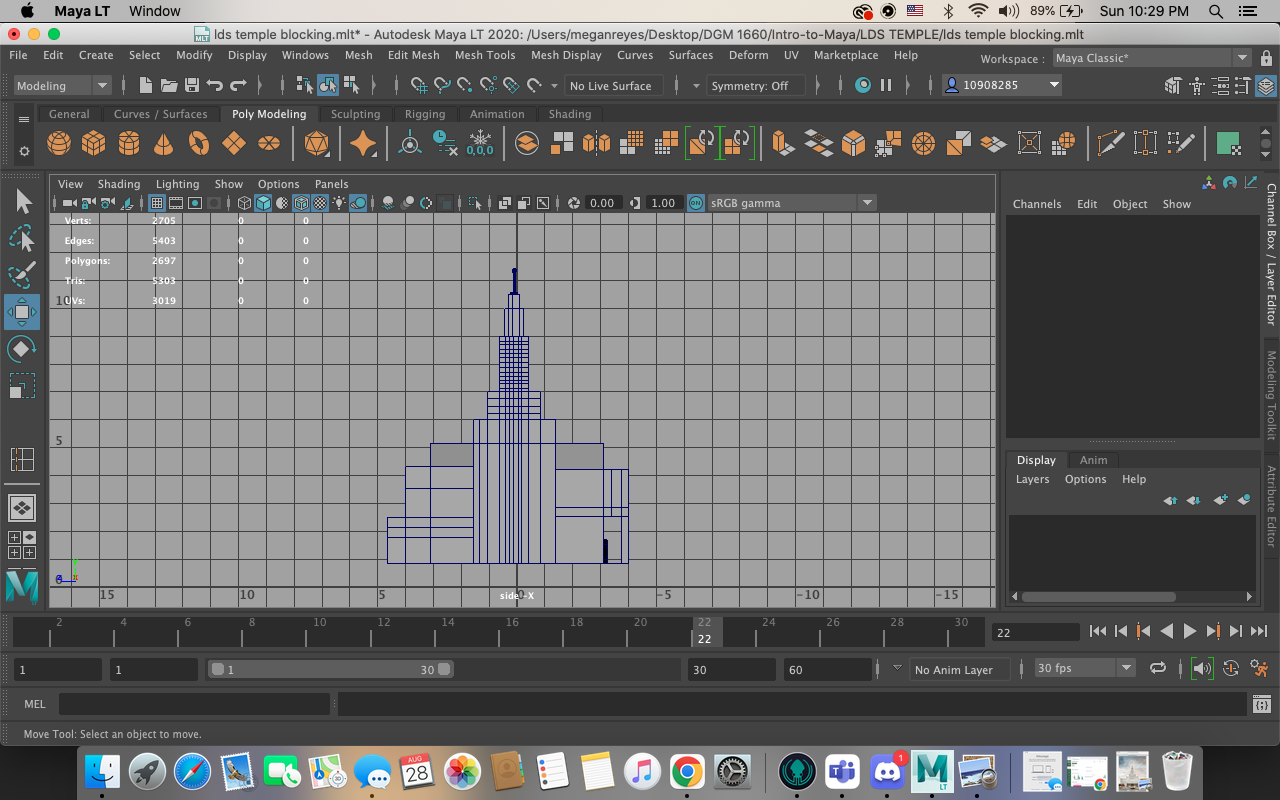 Maya LT Window 89% Sun 10:29 PM
lds temple blocking.mlt* - Autodesk Maya LT 2020: /Users/meganreyes/Desktop/DGM 1660/Intro-to-Maya/LDS TEMPLE/lds temple blocking.mlt
File Edit Create Select Modify Display Windows Mesh Edit Mesh Mesh Tools Mesh Display Curves Surfaces Deform UV Marketplace Help Workspace : Maya Classic*
Modeling No Live Surface Symmetry: Off 10908285
General Curves / Surfaces Poly Modeling Sculpting Rigging Animation Shading
0,0,0
View Shading Lighting Show Options Panels
0.00 1.00 ON sRGB gamma
Channels Edit Object Show
Verts: 2705 0 0
Edges: 5403 0 0
Polygons: 2697 0 0
Tris: 5303 0 0
UVs: 3019 0 0
10
5
0
15 10 5 0 -5 -10 -15
side -X
Channel Box / Layer Editor
Modeling Toolkit
Attribute Editor
Display Anim
Layers Options Help
2 4 6 8 10 12 14 16 18 20 22 24 26 28 30
22 22
1 1 1 30 30 60 No Anim Layer 30 fps
MEL
Move Tool: Select an object to move.
AUG
28
1
LT